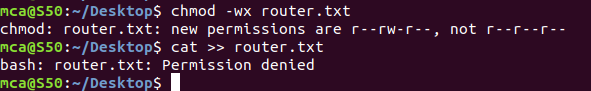 mca@S50:~/Desktop$ chmod -wx router.txt
chmod: router.txt: new permissions are r--rw-r--, not r--r--r--
mca@S50:~/Desktop$ cat >> router.txt
bash: router.txt: Permission denied
mca@S50:~/Desktop$